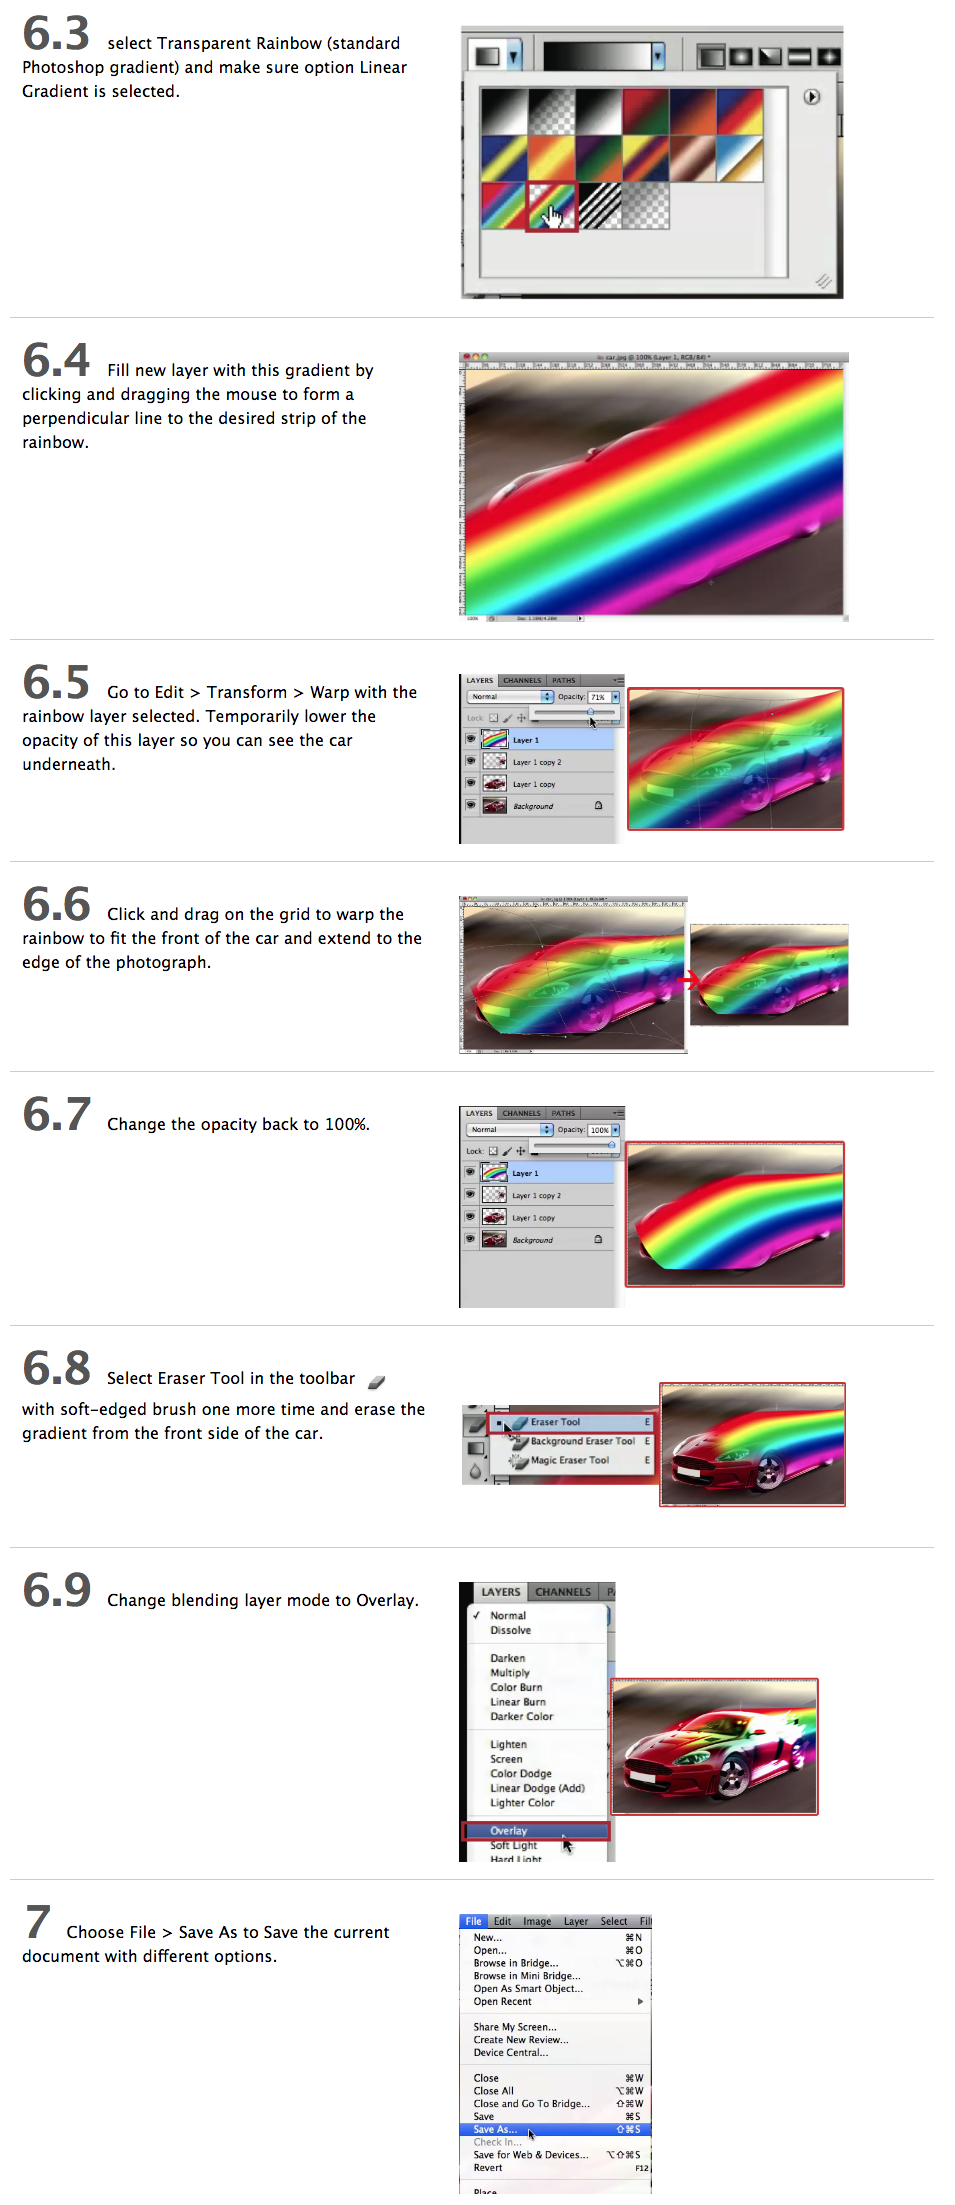 6.3 select Transparent Rainbow (standard
Photoshop gradient) and make sure option Linear
Gradient is selected.
6.4 Fill new layer with this gradient by
clicking and dragging the mouse to form a
perpendicular line to the desired strip of the
rainbow.
car.jpg @ 100% (Layer 1, RGB/8#) *
100%
6.5 Go to Edit > Transform > Warp with the
rainbow layer selected. Temporarily lower the
opacity of this layer so you can see the car
underneath.
LAYERS CHANNELS PATHS
Normal Opacity: 71%
Lock:
Layer 1
Layer 1 copy 2
Layer 1 copy
Background
6.6 Click and drag on the grid to warp the
rainbow to fit the front of the car and extend to the
edge of the photograph.
6.7 Change the opacity back to 100%.
LAYERS CHANNELS PATHS
Normal Opacity: 100%
Lock:
Layer 1
Layer 1 copy 2
Layer 1 copy
Background
6.8 Select Eraser Tool in the toolbar
with soft-edged brush one more time and erase the
gradient from the front side of the car.
Eraser Tool E
Background Eraser Tool E
Magic Eraser Tool E
6.9 Change blending layer mode to Overlay.
LAYERS CHANNELS P
✓ Normal
Dissolve
Darken
Multiply
Color Burn
Linear Burn
Darker Color
Lighten
Screen
Color Dodge
Linear Dodge (Add)
Lighter Color
Overlay
Soft Light
Hard Light
7 Choose File > Save As to Save the current
document with different options.
File Edit Image Layer Select Filt
New... ⌘N
Open... ⌘O
Browse in Bridge... ⌥⌘O
Browse in Mini Bridge...
Open As Smart Object...
Open Recent ▶
Share My Screen...
Create New Review...
Device Central...
Close ⌘W
Close All ⌥⌘W
Close and Go To Bridge... ⇧⌘W
Save ⌘S
Save As... ⇧⌘S
Check In...
Save for Web & Devices... ⌥⇧⌘S
Revert F12
Place